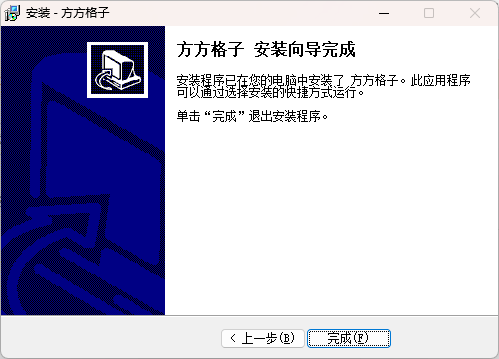 安装 - 方方格子
方方格子 安装向导完成
安装程序已在您的电脑中安装了 方方格子。此应用程序
可以通过选择安装的快捷方式运行。
单击“完成”退出安装程序。
< 上一步(B)
完成(F)